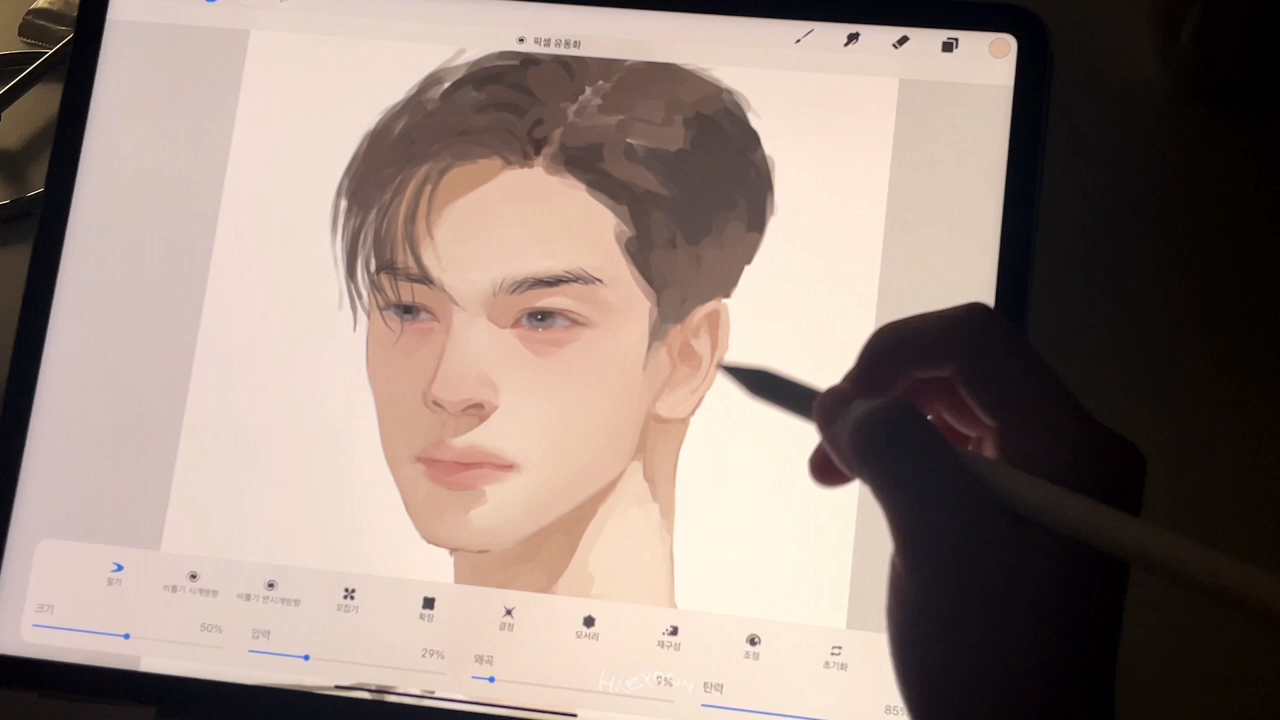 픽셀 유동화
밀기
비틀기 시계방향
비틀기 반시계방향
꼬집기
확장
결정
모서리
재구성
조정
초기화
크기 50%
압력 29%
왜곡 9%
탄력 85%